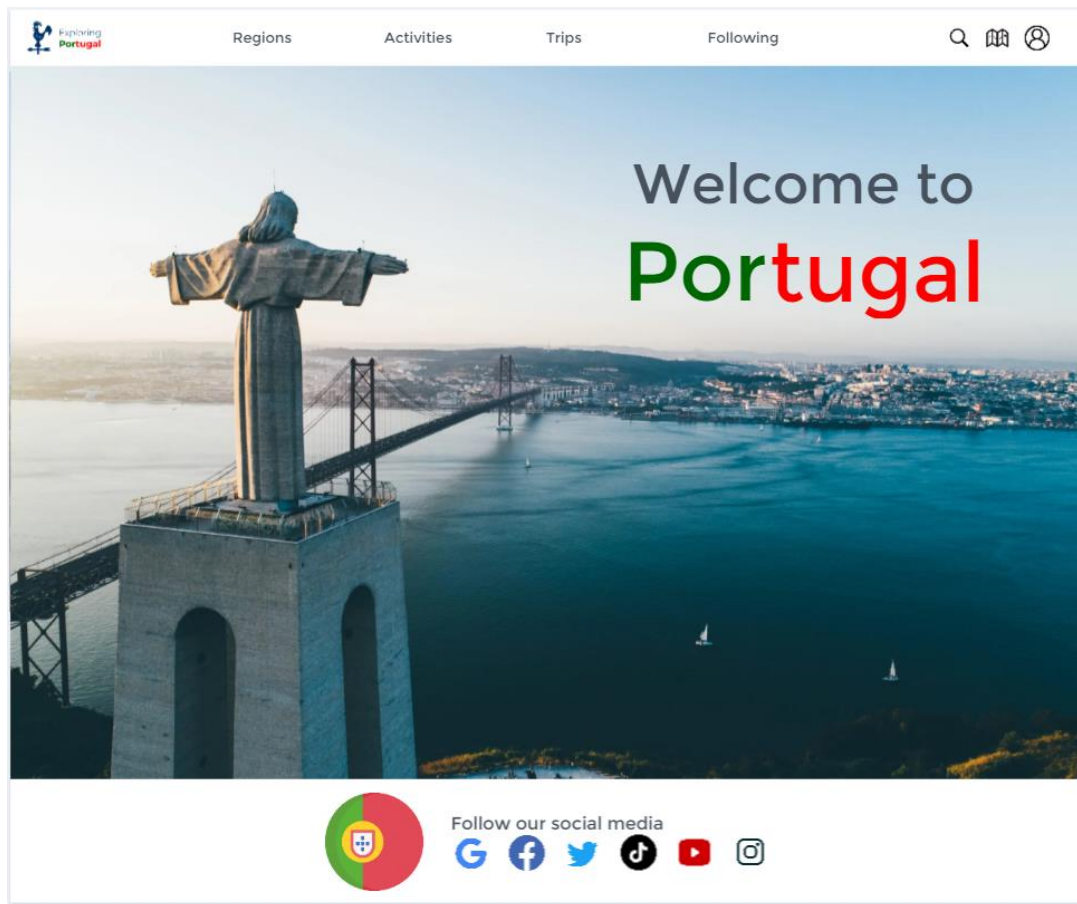 Exploring
Portugal
Regions Activities Trips Following
Welcome to
Portugal
Follow our social media